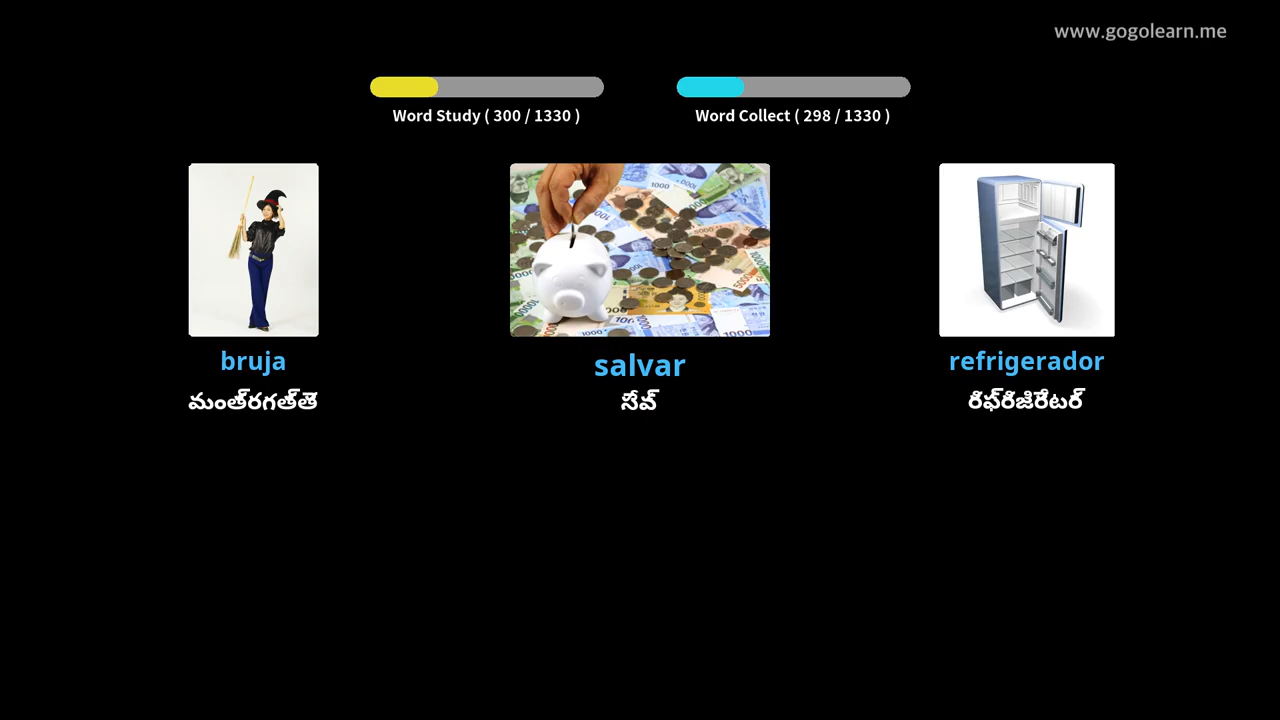 www.gogolearn.me
Word Study ( 300 / 1330 )
Word Collect ( 298 / 1330 )
bruja
salvar
refrigerador
మంత్రగత్తె
సేవ్
రిఫ్రిజిరేటర్